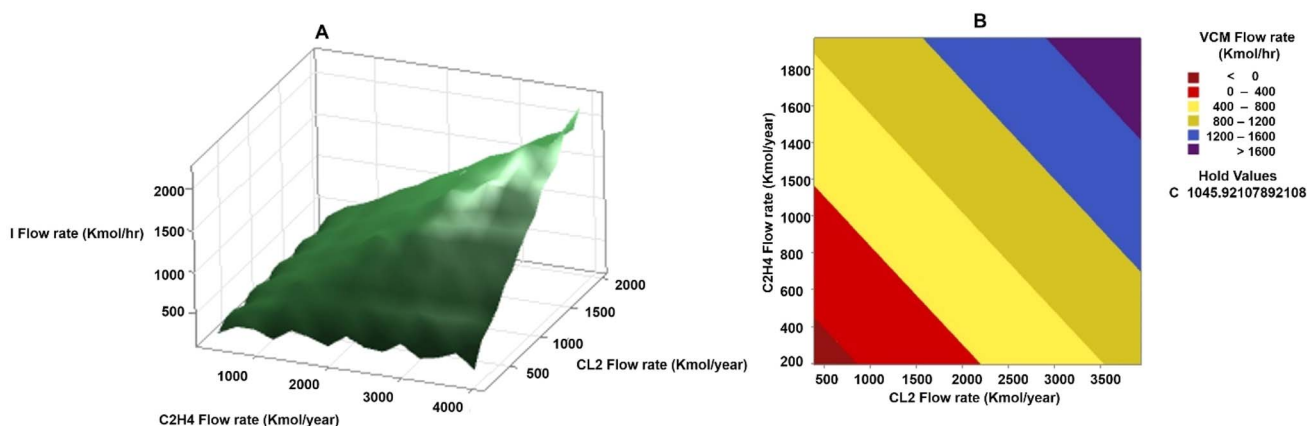 A
I Flow rate (Kmol/hr)
2000
1500
1000
500
1000
2000
3000
4000
C2H4 Flow rate (Kmol/year)
500
1000
1500
2000
CL2 Flow rate (Kmol/year)
B
C2H4 Flow rate (Kmol/year)
1800
1600
1400
1500
1000
800
600
400
200
500
1000
1500
2000
2500
3000
3500
CL2 Flow rate (Kmol/year)
VCM Flow rate
(Kmol/hr)
< 0
0 – 400
400 – 800
800 – 1200
1200 – 1600
> 1600
Hold Values
C 1045.92107892108